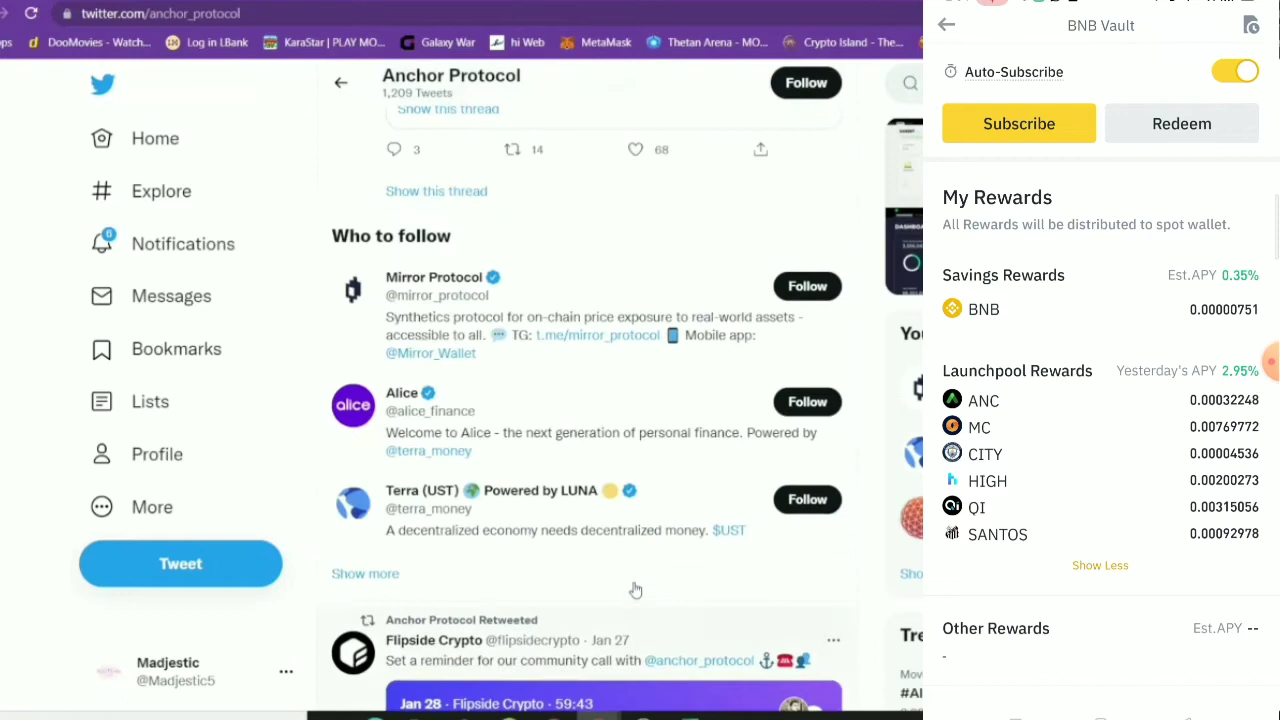 twitter.com/anchor_protocol
DooMovies - Watch...
Log in LBank
KaraStar | PLAY MO...
Galaxy War
hi Web
MetaMask
Thetan Arena - MO...
Crypto Island - The...
Anchor Protocol
1,209 Tweets
Follow
Home
Explore
6
Notifications
Messages
Bookmarks
Lists
Profile
More
Tweet
Madjestic
@Madjestic5
Show this thread
3
14
68
Show this thread
Who to follow
Mirror Protocol
@mirror_protocol
Follow
Synthetics protocol for on-chain price exposure to real-world assets -
accessible to all. 💬 TG: t.me/mirror_protocol 📱 Mobile app:
@Mirror_Wallet
alice
Alice
@alice_finance
Follow
Welcome to Alice - the next generation of personal finance. Powered by
@terra_money
Terra (UST) 🌍 Powered by LUNA 🌕
@terra_money
Follow
A decentralized economy needs decentralized money. $UST
Show more
Anchor Protocol Retweeted
Flipside Crypto @flipsidecrypto · Jan 27
Set a reminder for our community call with @anchor_protocol ⚓☎️👥
Jan 28 · Flipside Crypto · 59:43
DASHBOA
You
Sho
Tre
Mov
#Al
BNB Vault
Auto-Subscribe
Subscribe
Redeem
My Rewards
All Rewards will be distributed to spot wallet.
Savings Rewards
Est.APY 0.35%
BNB
0.00000751
Launchpool Rewards
Yesterday's APY 2.95%
ANC
0.00032248
MC
0.00769772
CITY
0.00004536
HIGH
0.00200273
QI
0.00315056
SANTOS
0.00092978
Show Less
Other Rewards
Est.APY --
-